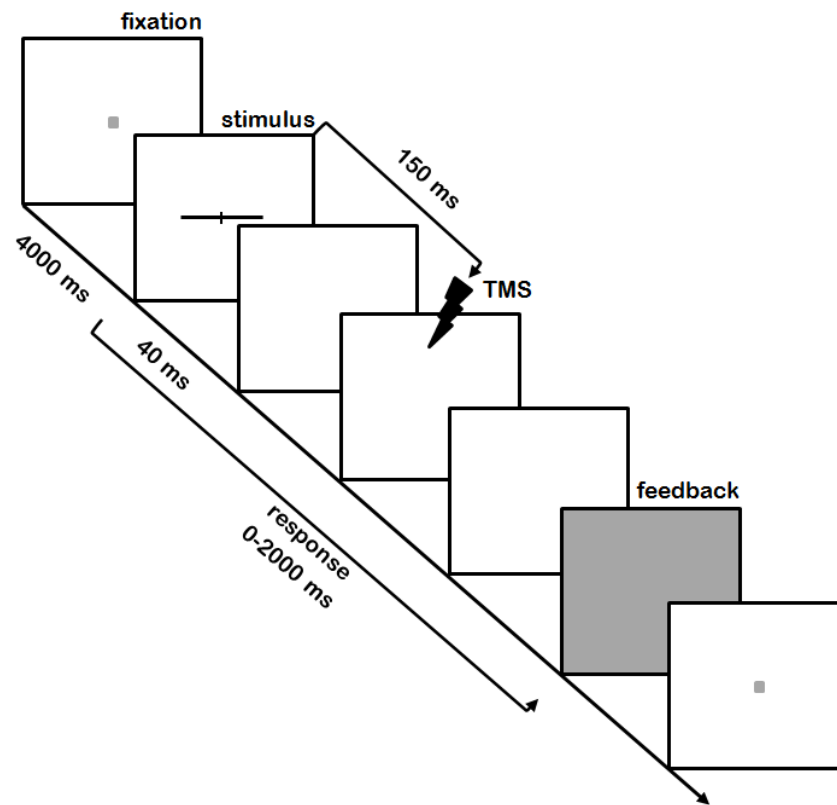 fixation
stimulus
150 ms
TMS
4000 ms
40 ms
response
0-2000 ms
feedback